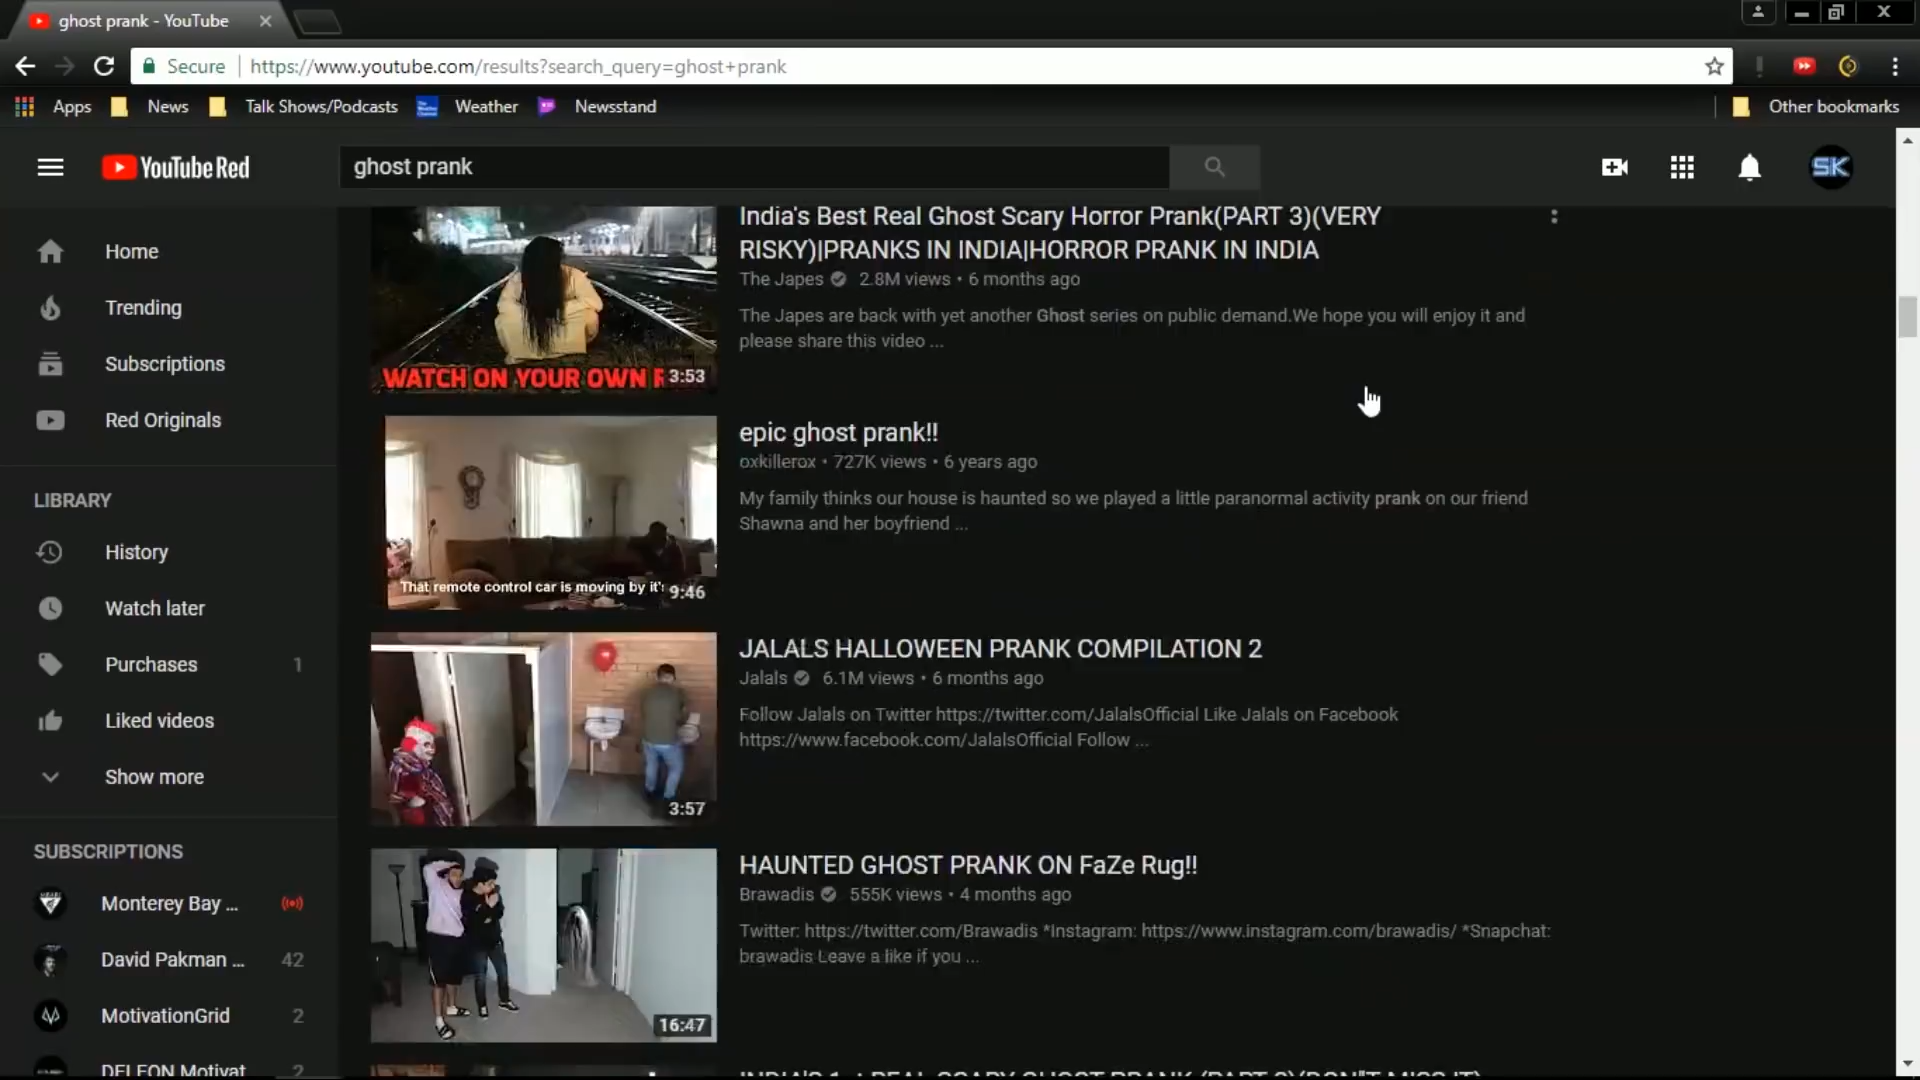 ghost prank - YouTube
Secure https://www.youtube.com/results?search_query=ghost+prank
Apps News Talk Shows/Podcasts Weather Newsstand Other bookmarks
YouTube Red ghost prank SK
Home
Trending
Subscriptions
Red Originals
LIBRARY
History
Watch later
Purchases 1
Liked videos
Show more
SUBSCRIPTIONS
Monterey Bay ...
David Pakman ... 42
MotivationGrid 2
DELEON Motivat 2
India's Best Real Ghost Scary Horror Prank(PART 3)(VERY
RISKY)|PRANKS IN INDIA|HORROR PRANK IN INDIA
The Japes 2.8M views • 6 months ago
The Japes are back with yet another Ghost series on public demand.We hope you will enjoy it and
please share this video ...
WATCH ON YOUR OWN R 3:53
epic ghost prank!!
oxkillerox • 727K views • 6 years ago
My family thinks our house is haunted so we played a little paranormal activity prank on our friend
Shawna and her boyfriend ...
That remote control car is moving by it's 9:46
JALALS HALLOWEEN PRANK COMPILATION 2
Jalals 6.1M views • 6 months ago
Follow Jalals on Twitter https://twitter.com/JalalsOfficial Like Jalals on Facebook
https://www.facebook.com/JalalsOfficial Follow ...
3:57
HAUNTED GHOST PRANK ON FaZe Rug!!
Brawadis 555K views • 4 months ago
Twitter: https://twitter.com/Brawadis *Instagram: https://www.instagram.com/brawadis/ *Snapchat:
brawadis Leave a like if you ...
16:47